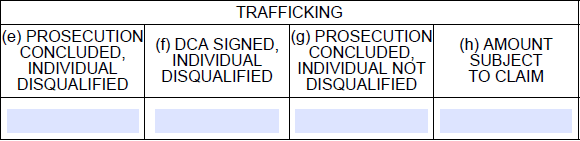 TRAFFICKING
(e) PROSECUTION
CONCLUDED,
INDIVIDUAL
DISQUALIFIED
(f) DCA SIGNED,
INDIVIDUAL
DISQUALIFIED
(g) PROSECUTION
CONCLUDED,
INDIVIDUAL NOT
DISQUALIFIED
(h) AMOUNT
SUBJECT
TO CLAIM